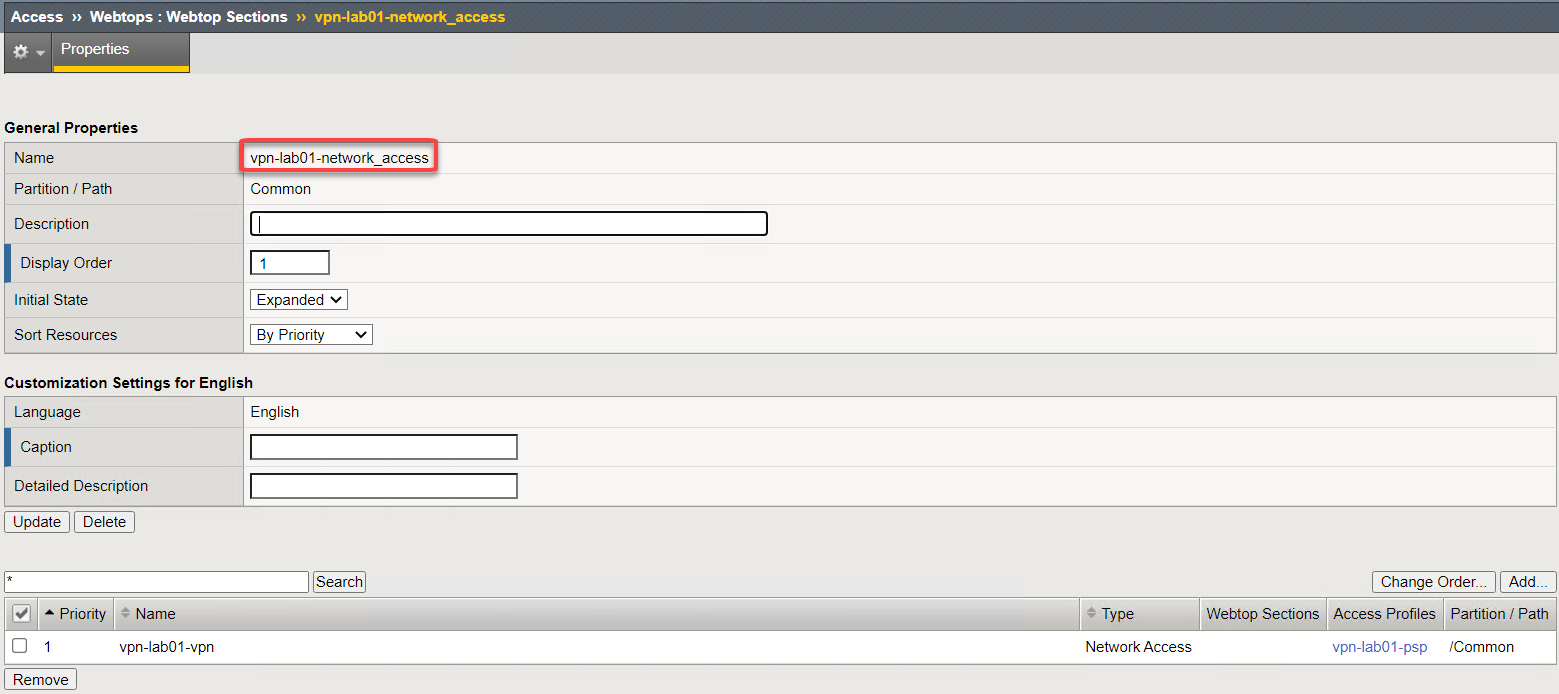 Access ›› Webtops : Webtop Sections ›› vpn-lab01-network_access
Properties
General Properties
Name vpn-lab01-network_access
Partition / Path Common
Description
Display Order 1
Initial State Expanded
Sort Resources By Priority
Customization Settings for English
Language English
Caption
Detailed Description
Update Delete
* Search Change Order... Add...
Priority Name Type Webtop Sections Access Profiles Partition / Path
1 vpn-lab01-vpn Network Access vpn-lab01-psp /Common
Remove